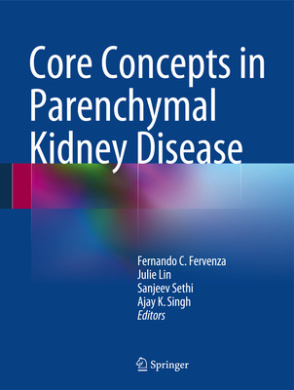 Core Concepts in
Parenchymal
Kidney Disease
Fernando C. Fervenza
Julie Lin
Sanjeev Sethi
Ajay K. Singh
Editors
Springer